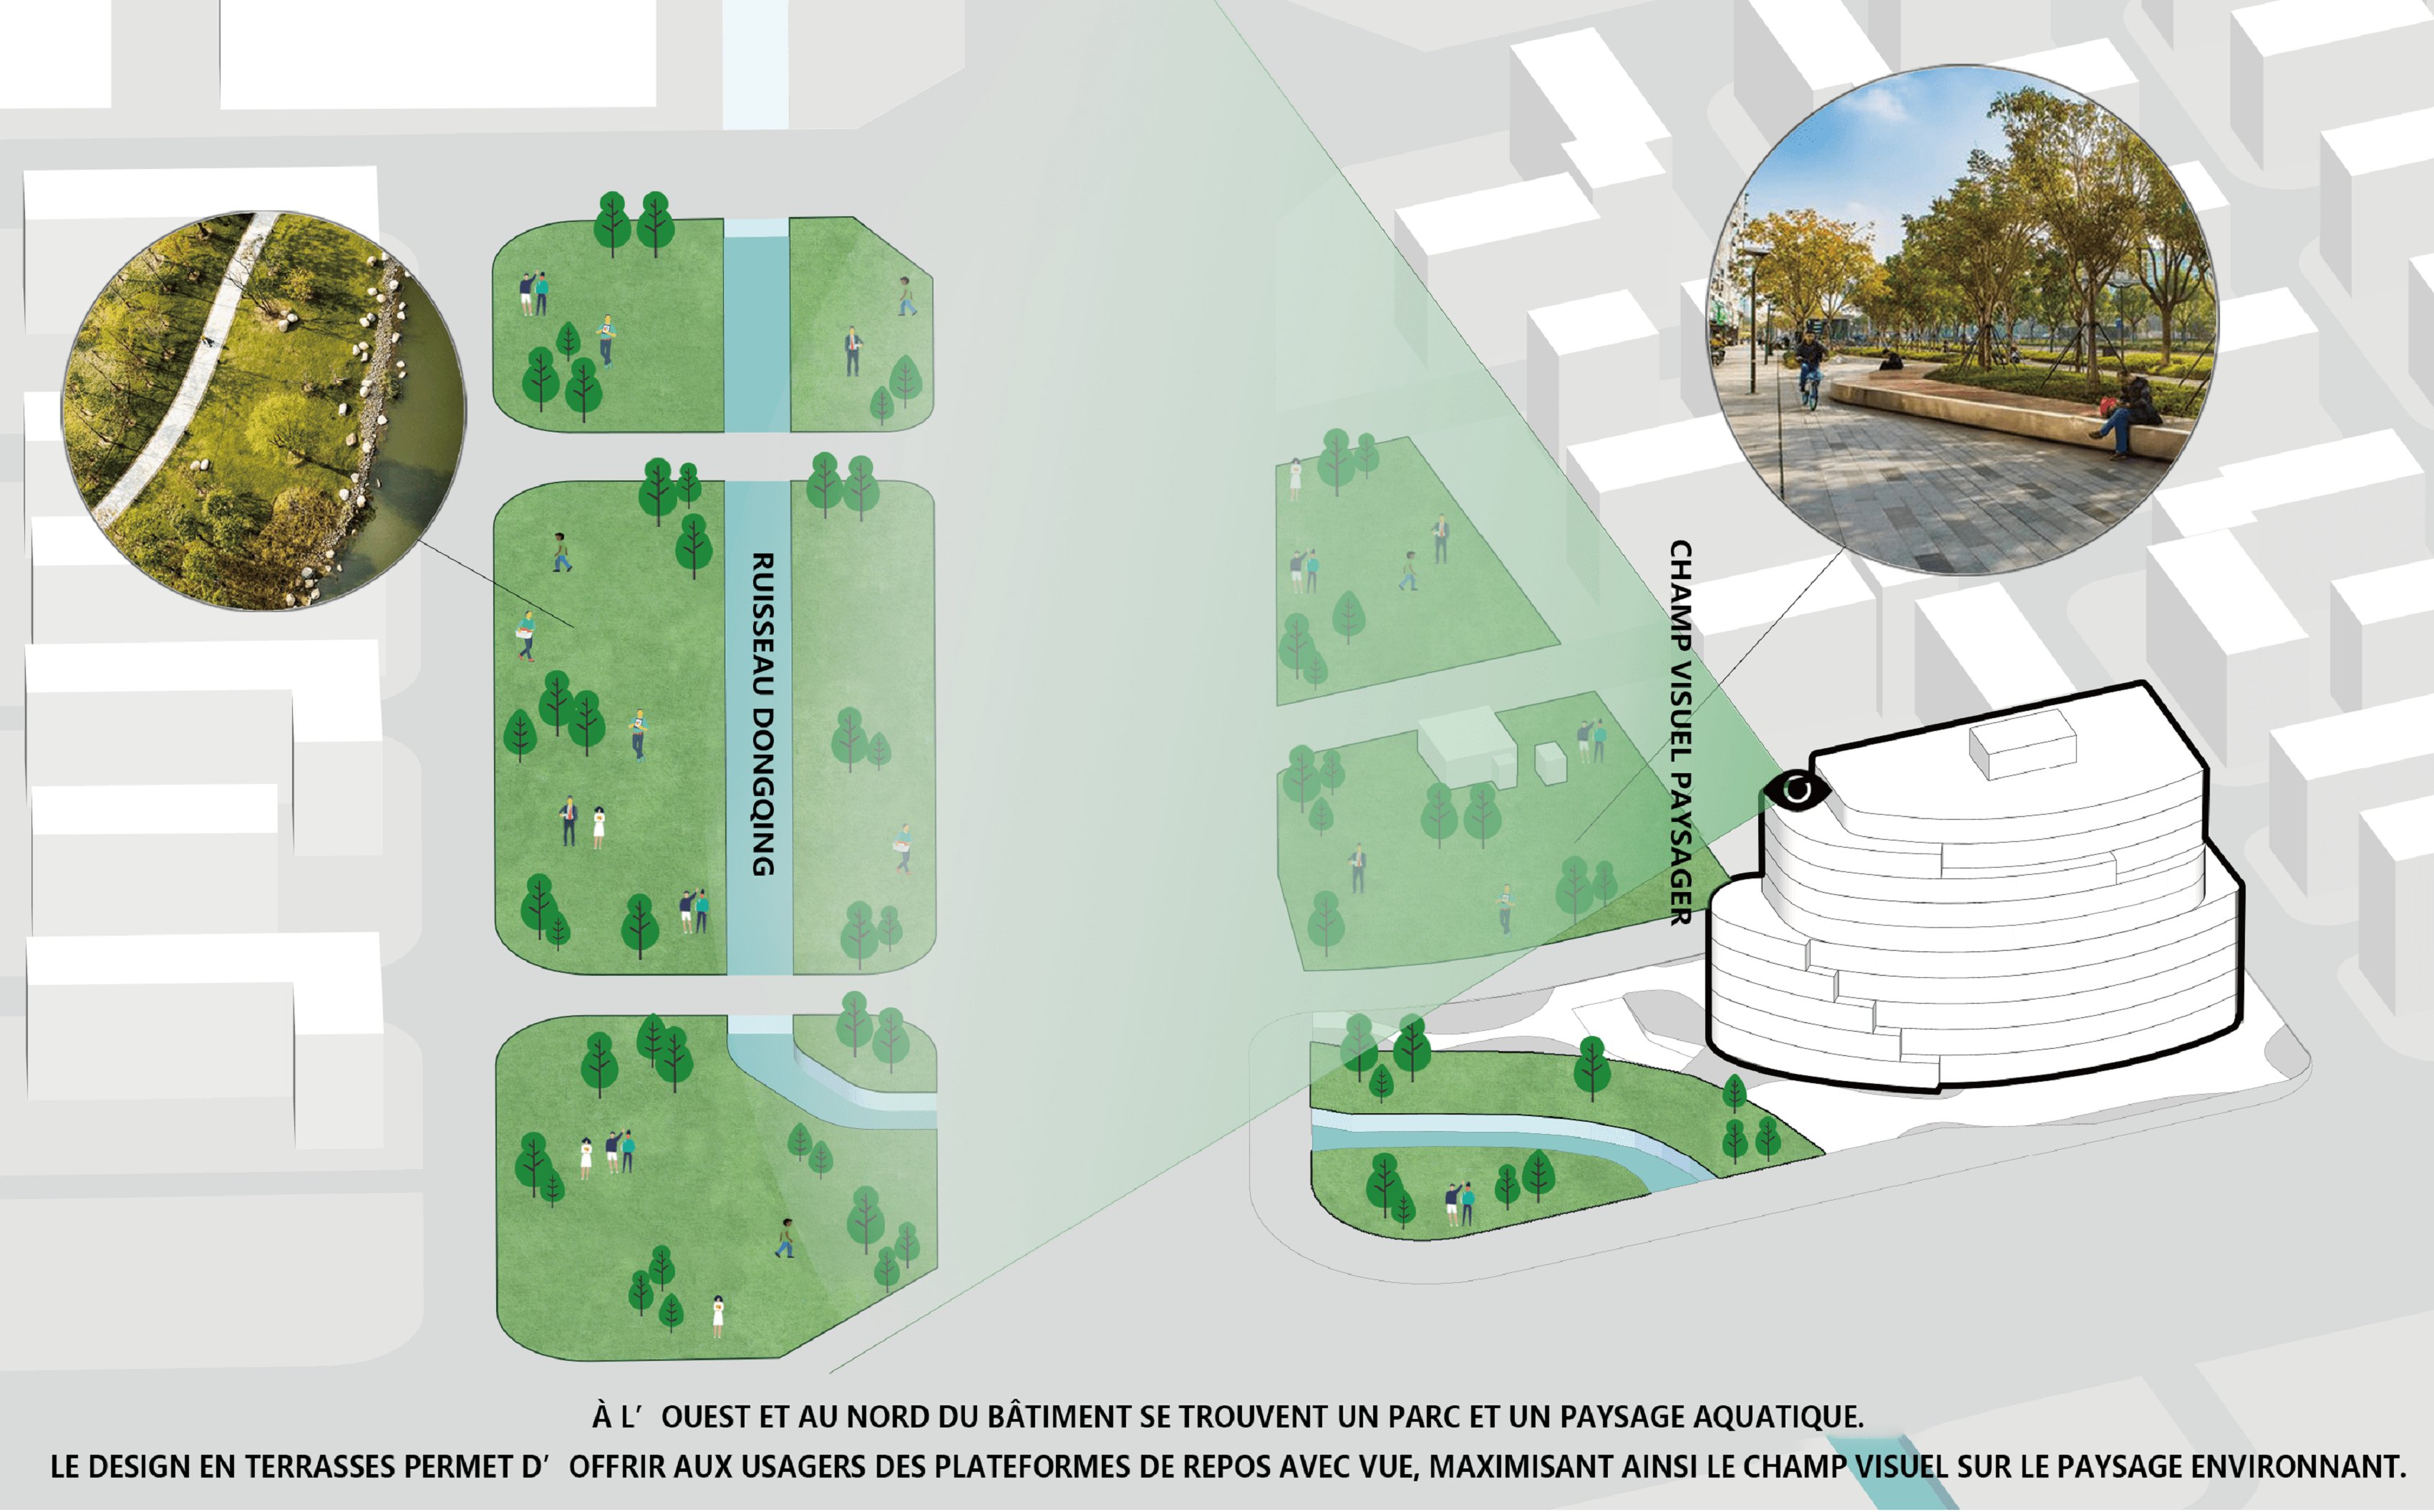 RUISSEAU DONGQING
CHAMP VISUEL PAYSAGER
À L’ OUEST ET AU NORD DU BÂTIMENT SE TROUVENT UN PARC ET UN PAYSAGE AQUATIQUE.
LE DESIGN EN TERRASSES PERMET D’ OFFRIR AUX USAGERS DES PLATEFORMES DE REPOS AVEC VUE, MAXIMISANT AINSI LE CHAMP VISUEL SUR LE PAYSAGE ENVIRONNANT.